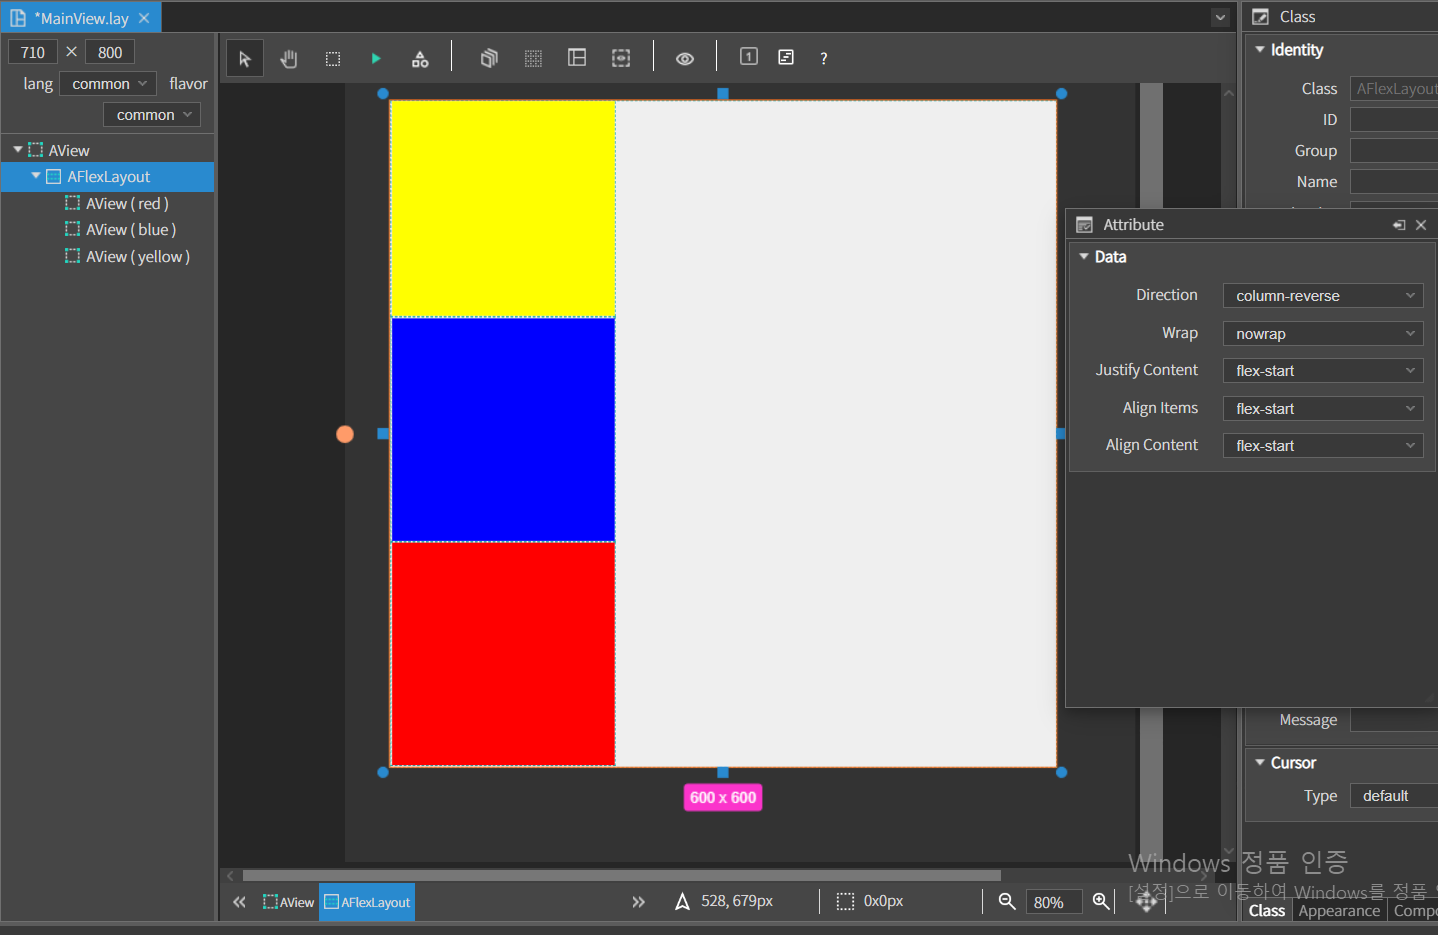 *MainView.lay
710 × 800
lang common flavor
common
AView
AFlexLayout
AView ( red )
AView ( blue )
AView ( yellow )
1 ?
600 x 600
AView AFlexLayout
528, 679px
0x0px
80%
Class
Identity
Class AFlexLayout
ID
Group
Name
Attribute
Data
Direction column-reverse
Wrap nowrap
Justify Content flex-start
Align Items flex-start
Align Content flex-start
Message
Cursor
Type default
Windows 정품 인증
[설정]으로 이동하여 Windows를 정품
Class Appearance Compo